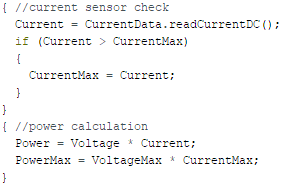 { //current sensor check
  Current = CurrentData.readCurrentDC();
  if (Current > CurrentMax)
  {
    CurrentMax = Current;
  }
}
{ //power calculation
  Power = Voltage * Current;
  PowerMax = VoltageMax * CurrentMax;
}